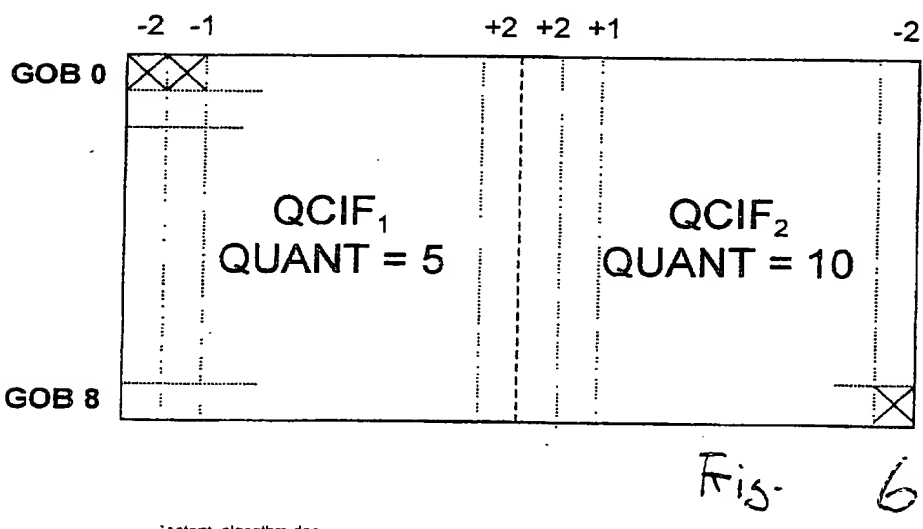 -2 -1 +2 +2 +1 -2
GOB 0
QCIF₁
QUANT = 5
QCIF₂
QUANT = 10
GOB 8
Fig. 6